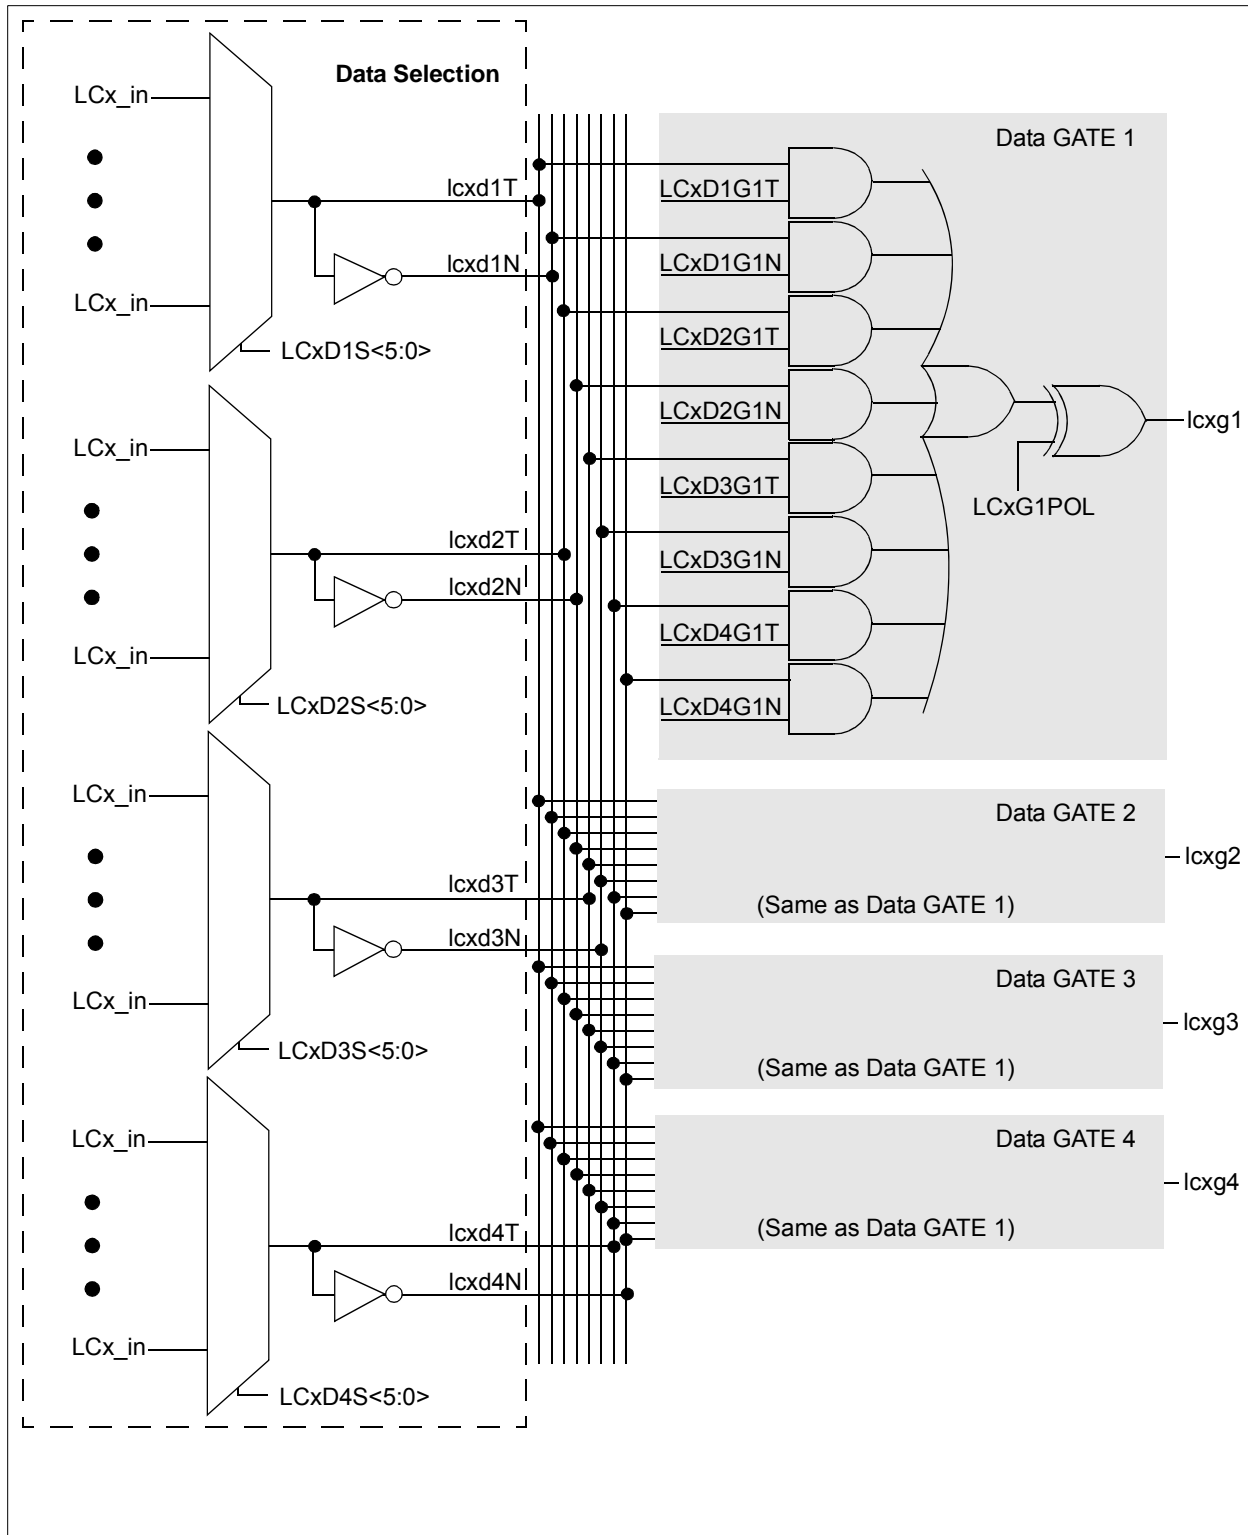 Data Selection
LCx_in
LCx_in
LCxD1S<5:0>
lcxd1T
lcxd1N
LCx_in
LCx_in
LCxD2S<5:0>
lcxd2T
lcxd2N
LCx_in
LCx_in
LCxD3S<5:0>
lcxd3T
lcxd3N
LCx_in
LCx_in
LCxD4S<5:0>
lcxd4T
lcxd4N
Data GATE 1
LCxD1G1T
LCxD1G1N
LCxD2G1T
LCxD2G1N
LCxD3G1T
LCxD3G1N
LCxD4G1T
LCxD4G1N
LCxG1POL
lcxg1
Data GATE 2
(Same as Data GATE 1)
lcxg2
Data GATE 3
(Same as Data GATE 1)
lcxg3
Data GATE 4
(Same as Data GATE 1)
lcxg4